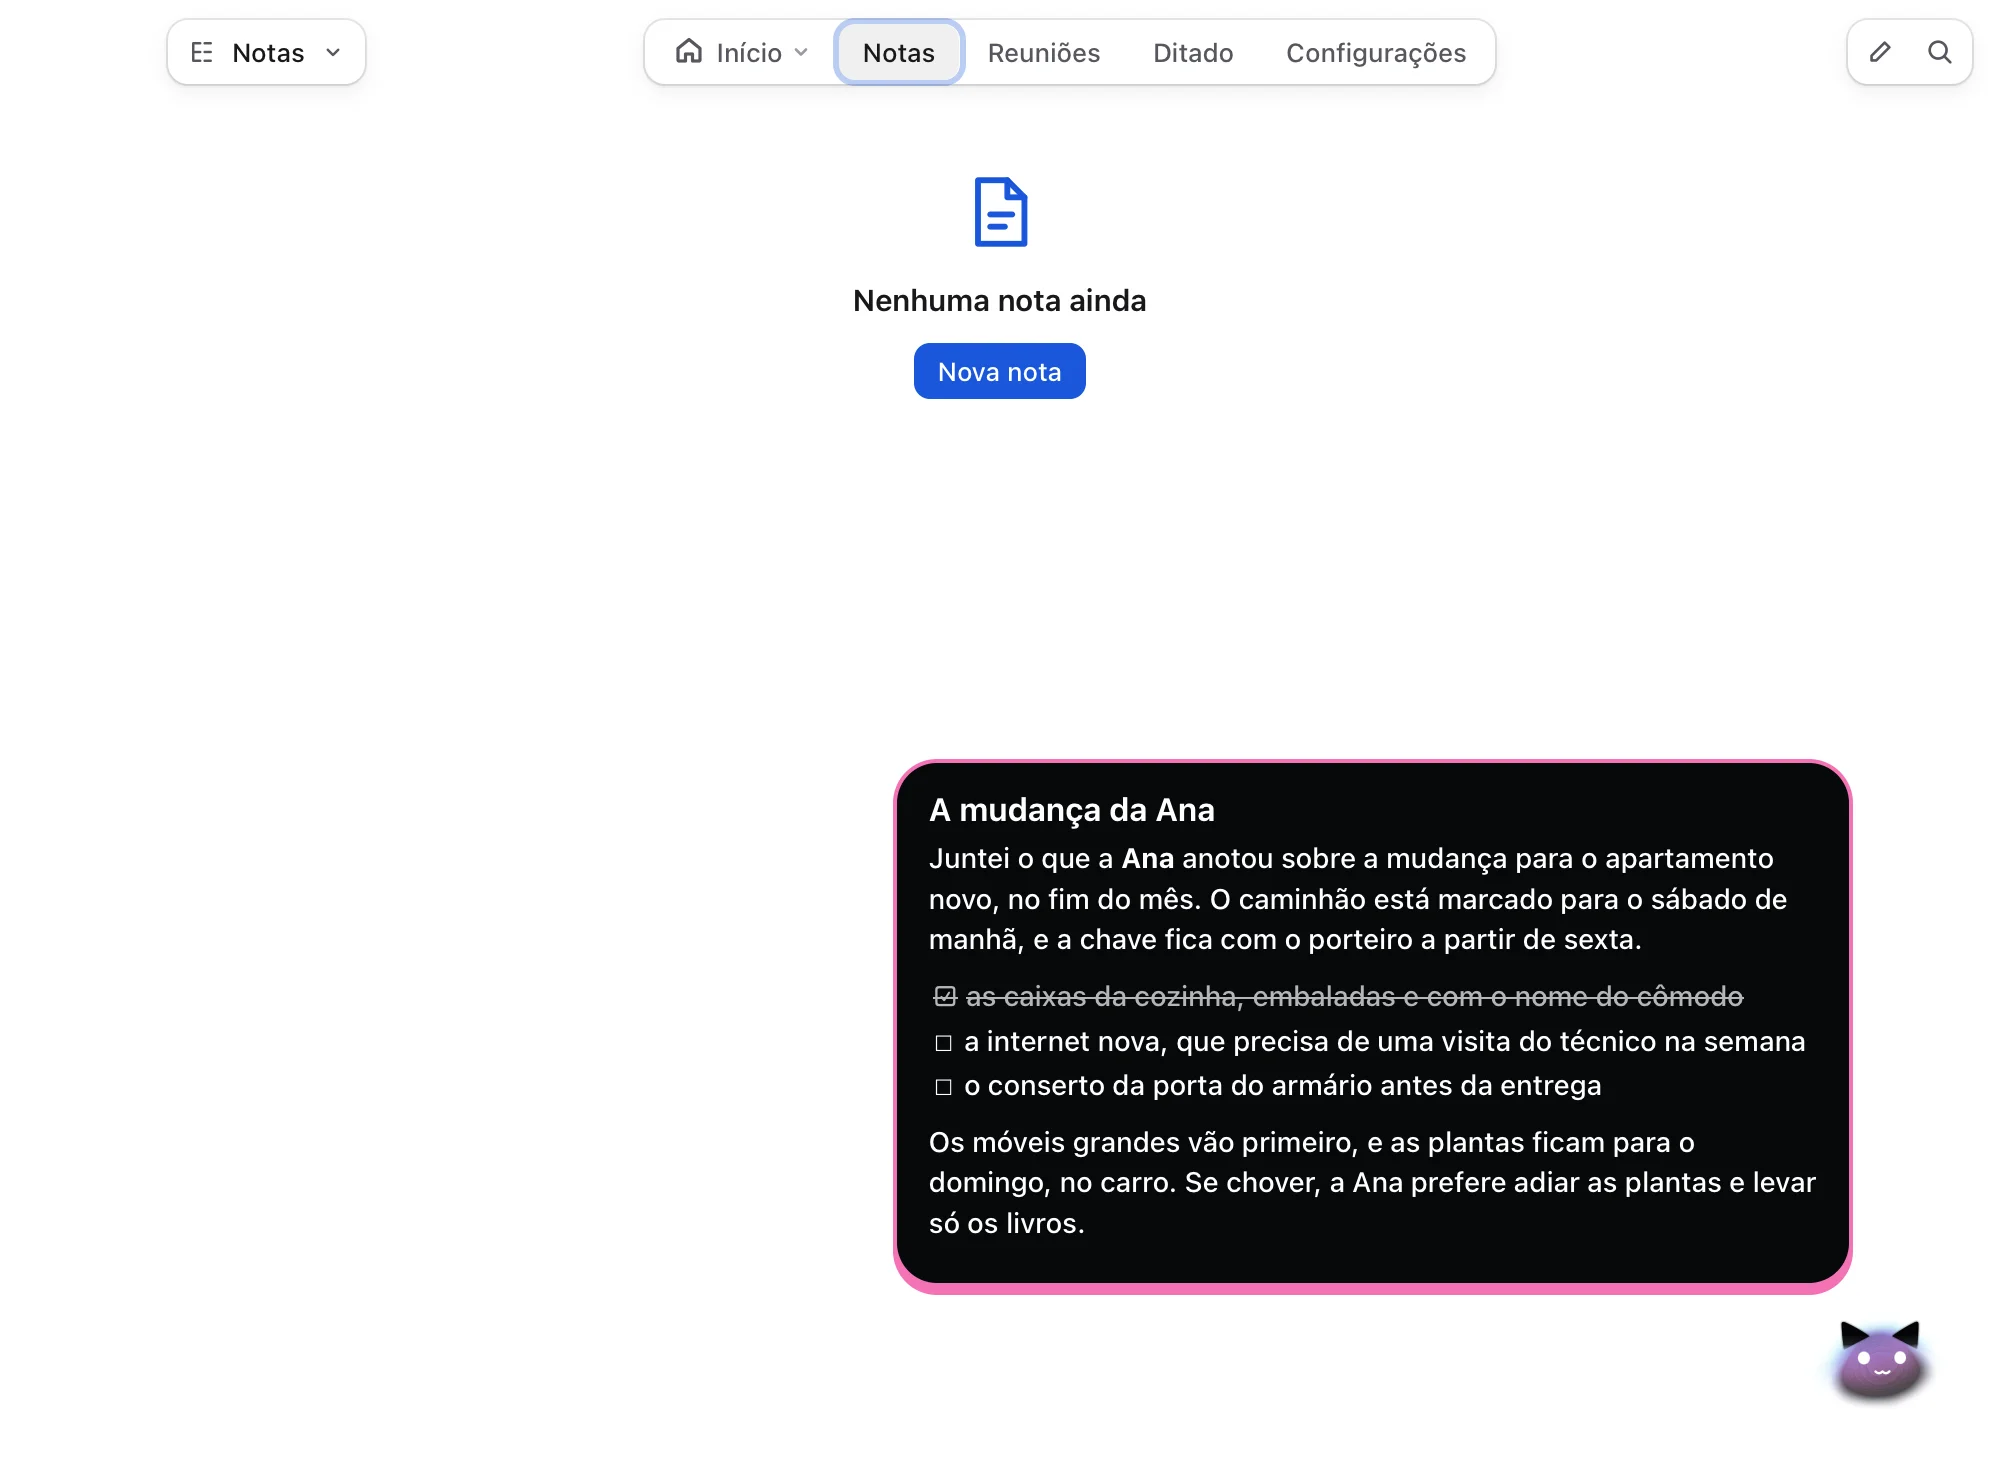 Notas
Início
Notas
Reuniões
Ditado
Configurações
Nenhuma nota ainda
Nova nota
A mudança da Ana
Juntei o que a Ana anotou sobre a mudança para o apartamento
novo, no fim do mês. O caminhão está marcado para o sábado de
manhã, e a chave fica com o porteiro a partir de sexta.
☑ as caixas da cozinha, embaladas e com o nome do cômodo
☐ a internet nova, que precisa de uma visita do técnico na semana
☐ o conserto da porta do armário antes da entrega
Os móveis grandes vão primeiro, e as plantas ficam para o
domingo, no carro. Se chover, a Ana prefere adiar as plantas e levar
só os livros.